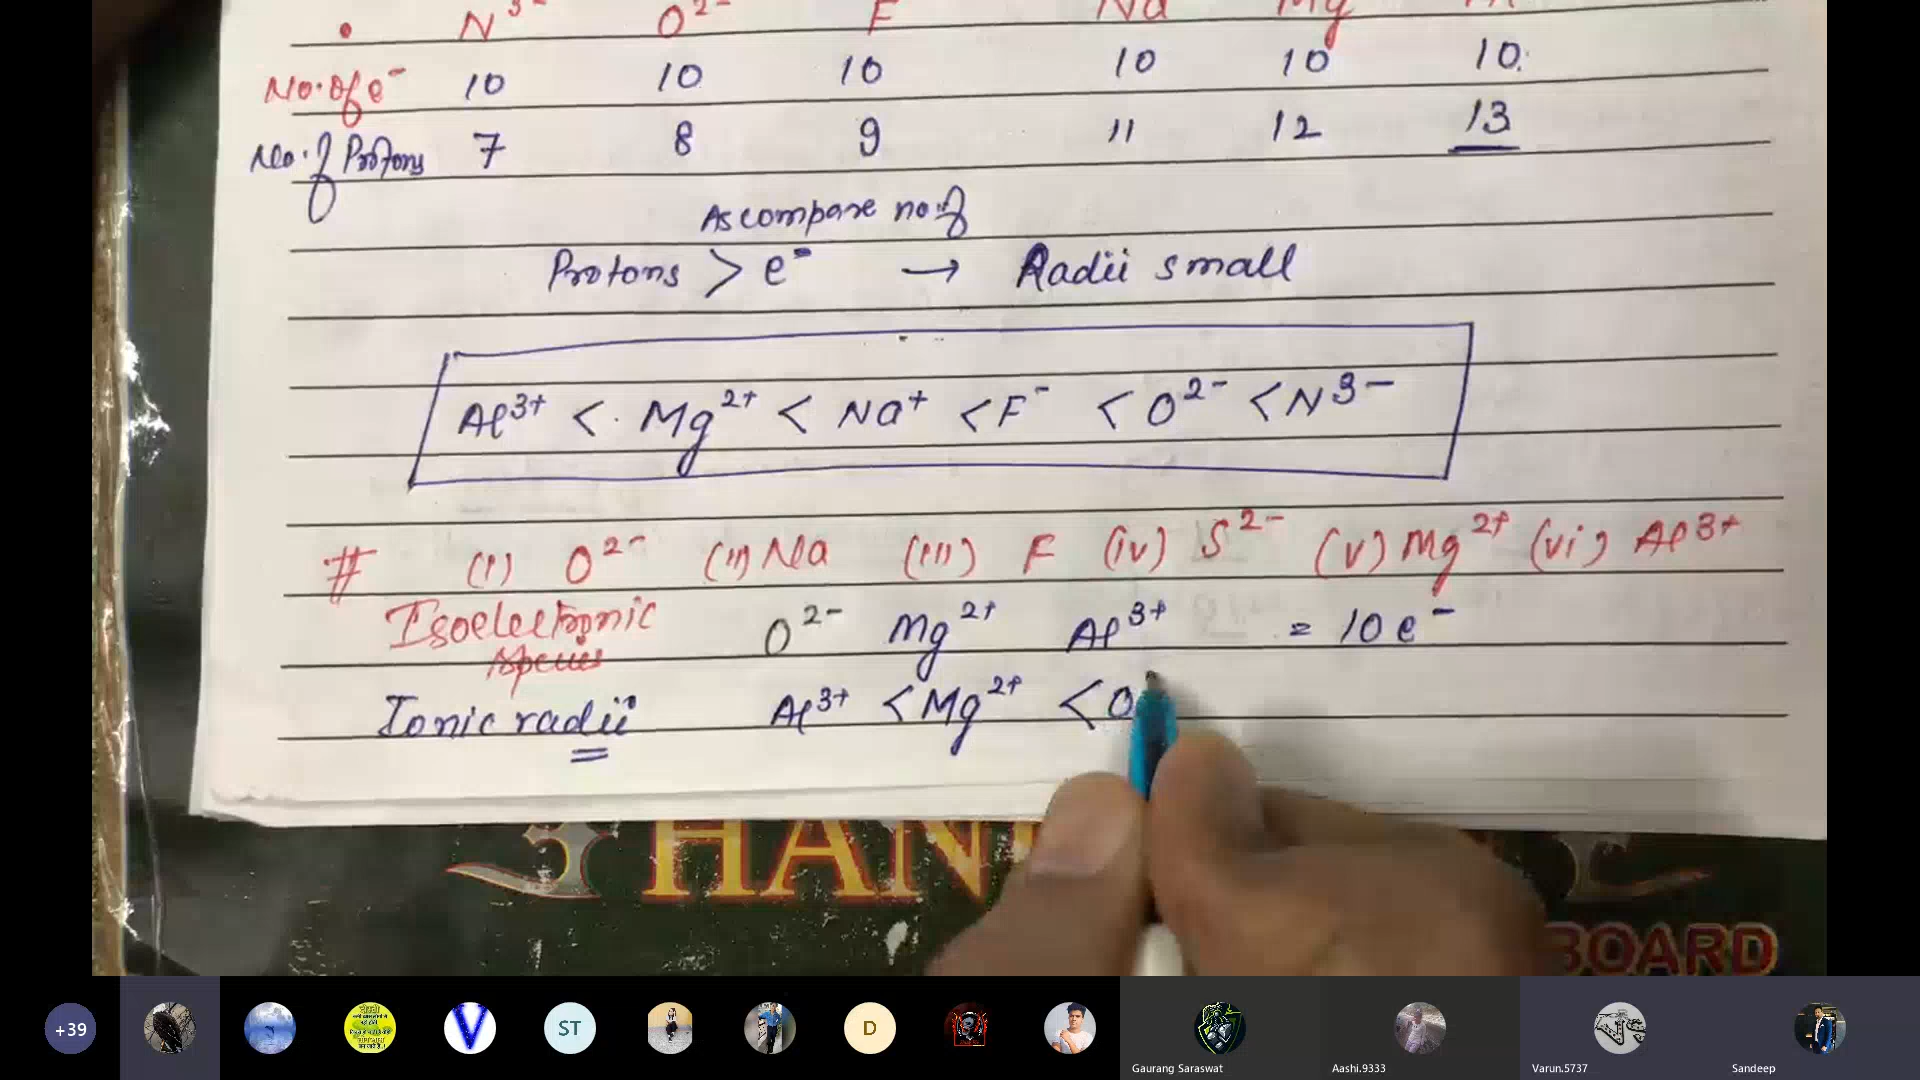 N³⁻ O²⁻ F Na Mg
No. of e⁻ 10 10 10 10 10 10
No. of Protons 7 8 9 11 12 13
As compare no. of
Protons > e⁻ → Radii small
Al³⁺ < Mg²⁺ < Na⁺ < F⁻ < O²⁻ < N³⁻
# (i) O²⁻ (ii) Na (iii) F (iv) S²⁻ (v) Mg²⁺ (vi) Al³⁺
Isoelectronic O²⁻ Mg²⁺ Al³⁺ = 10e⁻
species
Ionic radii Al³⁺ < Mg²⁺ < O
HAN
BOARD
+39 V ST D
Gaurang Saraswat Aashi.9333 Varun.5737 Sandeep